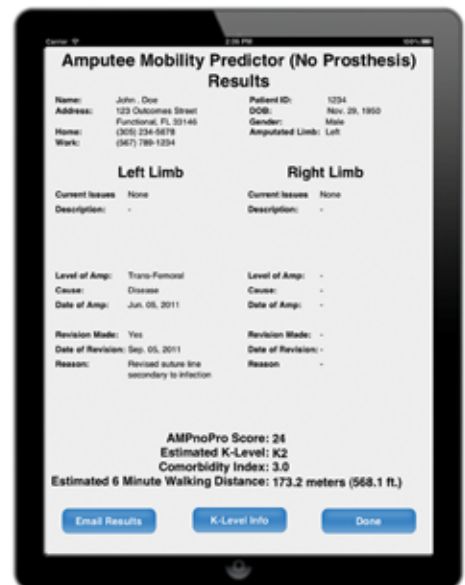 Carrier 2:05 PM 100%
Amputee Mobility Predictor (No Prosthesis)
Results
Name: John . Doe Patient ID: 1234
Address: 123 Outcomes Street DOB: Nov. 29, 1950
Functional, FL 33146 Gender: Male
Home: (305) 234-5678 Amputated Limb: Left
Work: (567) 789-1234
Left Limb Right Limb
Current Issues None Current Issues None
Description: - Description: -
Level of Amp: Trans-Femoral Level of Amp: -
Cause: Disease Cause: -
Date of Amp: Jun. 05, 2011 Date of Amp: -
Revision Made: Yes Revision Made: -
Date of Revision: Sep. 05, 2011 Date of Revision: -
Reason: Revised suture line Reason -
secondary to infection
AMPnoPro Score: 24
Estimated K-Level: K2
Comorbidity Index: 3.0
Estimated 6 Minute Walking Distance: 173.2 meters (568.1 ft.)
Email Results K-Level Info Done